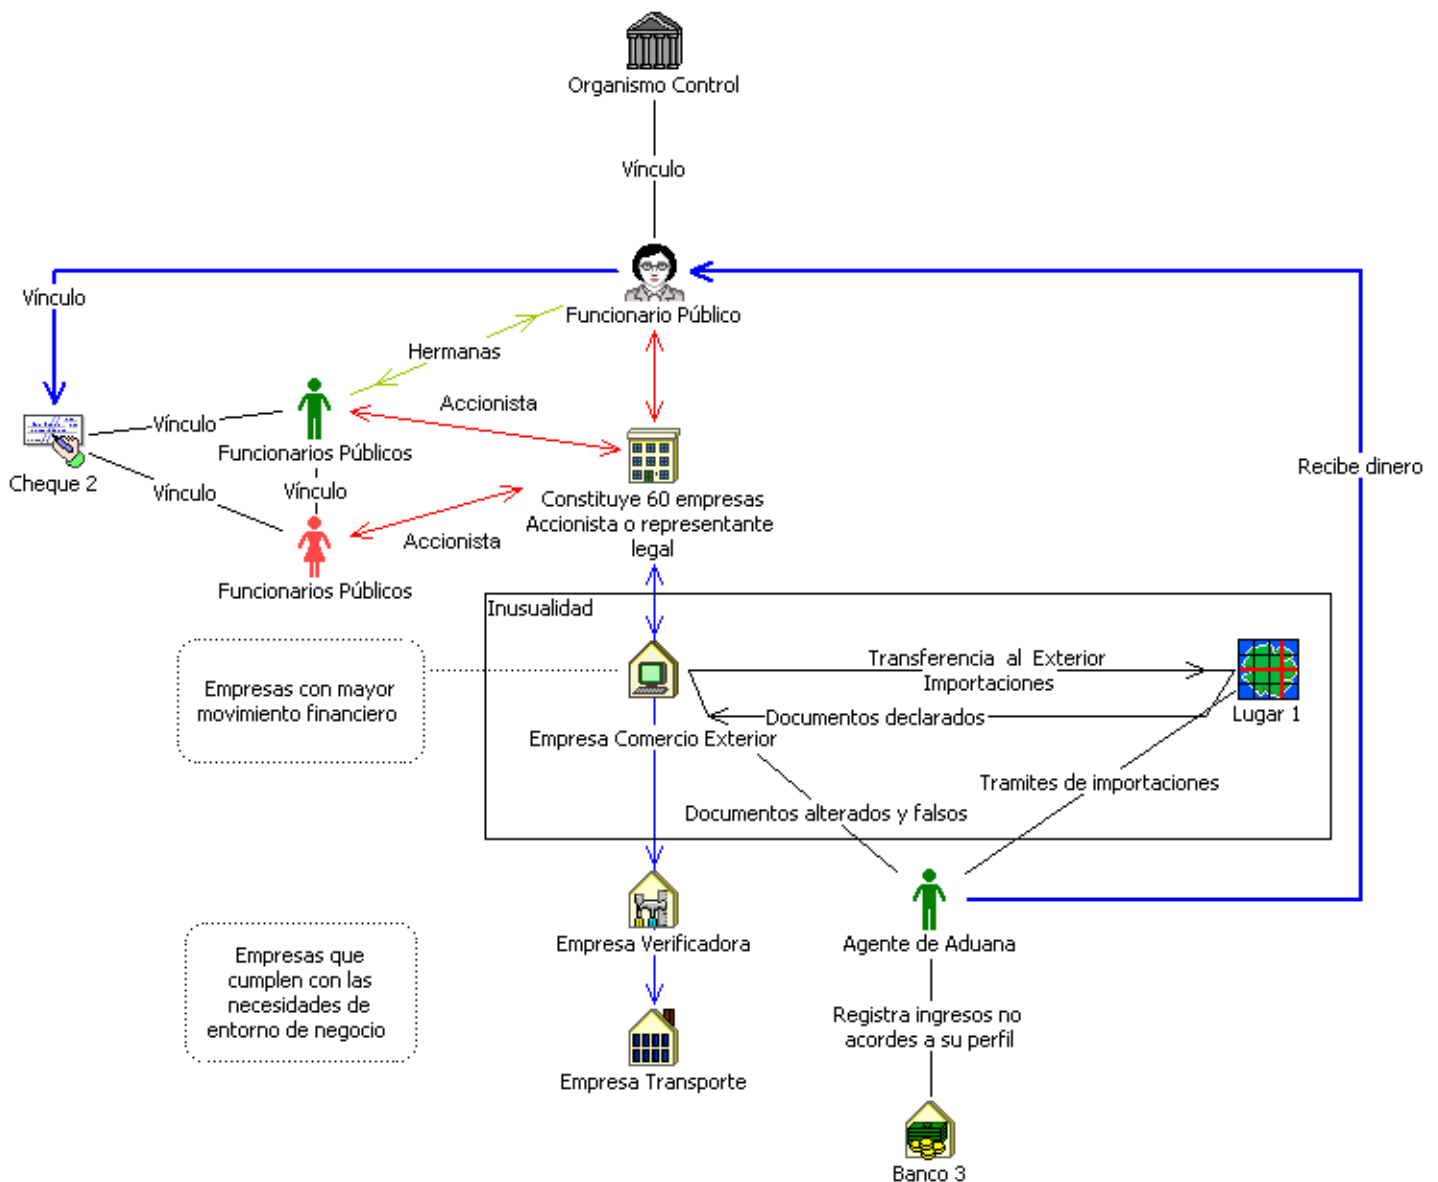 Organismo Control
Vínculo
Funcionario Público
Vínculo
Hermanas
Accionista
Vínculo
Funcionarios Públicos
Recibe dinero
Cheque 2
Vínculo
Vínculo
Constituye 60 empresas
Accionista o representante
legal
Accionista
Funcionarios Públicos
Inusualidad
Transferencia al Exterior
Importaciones
Empresas con mayor
movimiento financiero
Documentos declarados
Lugar 1
Empresa Comercio Exterior
Tramites de importaciones
Documentos alterados y falsos
Empresa Verificadora
Agente de Aduana
Empresas que
cumplen con las
necesidades de
entorno de negocio
Registra ingresos no
acordes a su perfil
Empresa Transporte
Banco 3